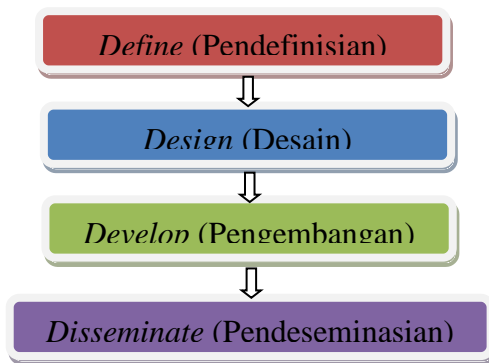 Define (Pendefinisian)
Design (Desain)
Develop (Pengembangan)
Disseminate (Pendeseminasian)